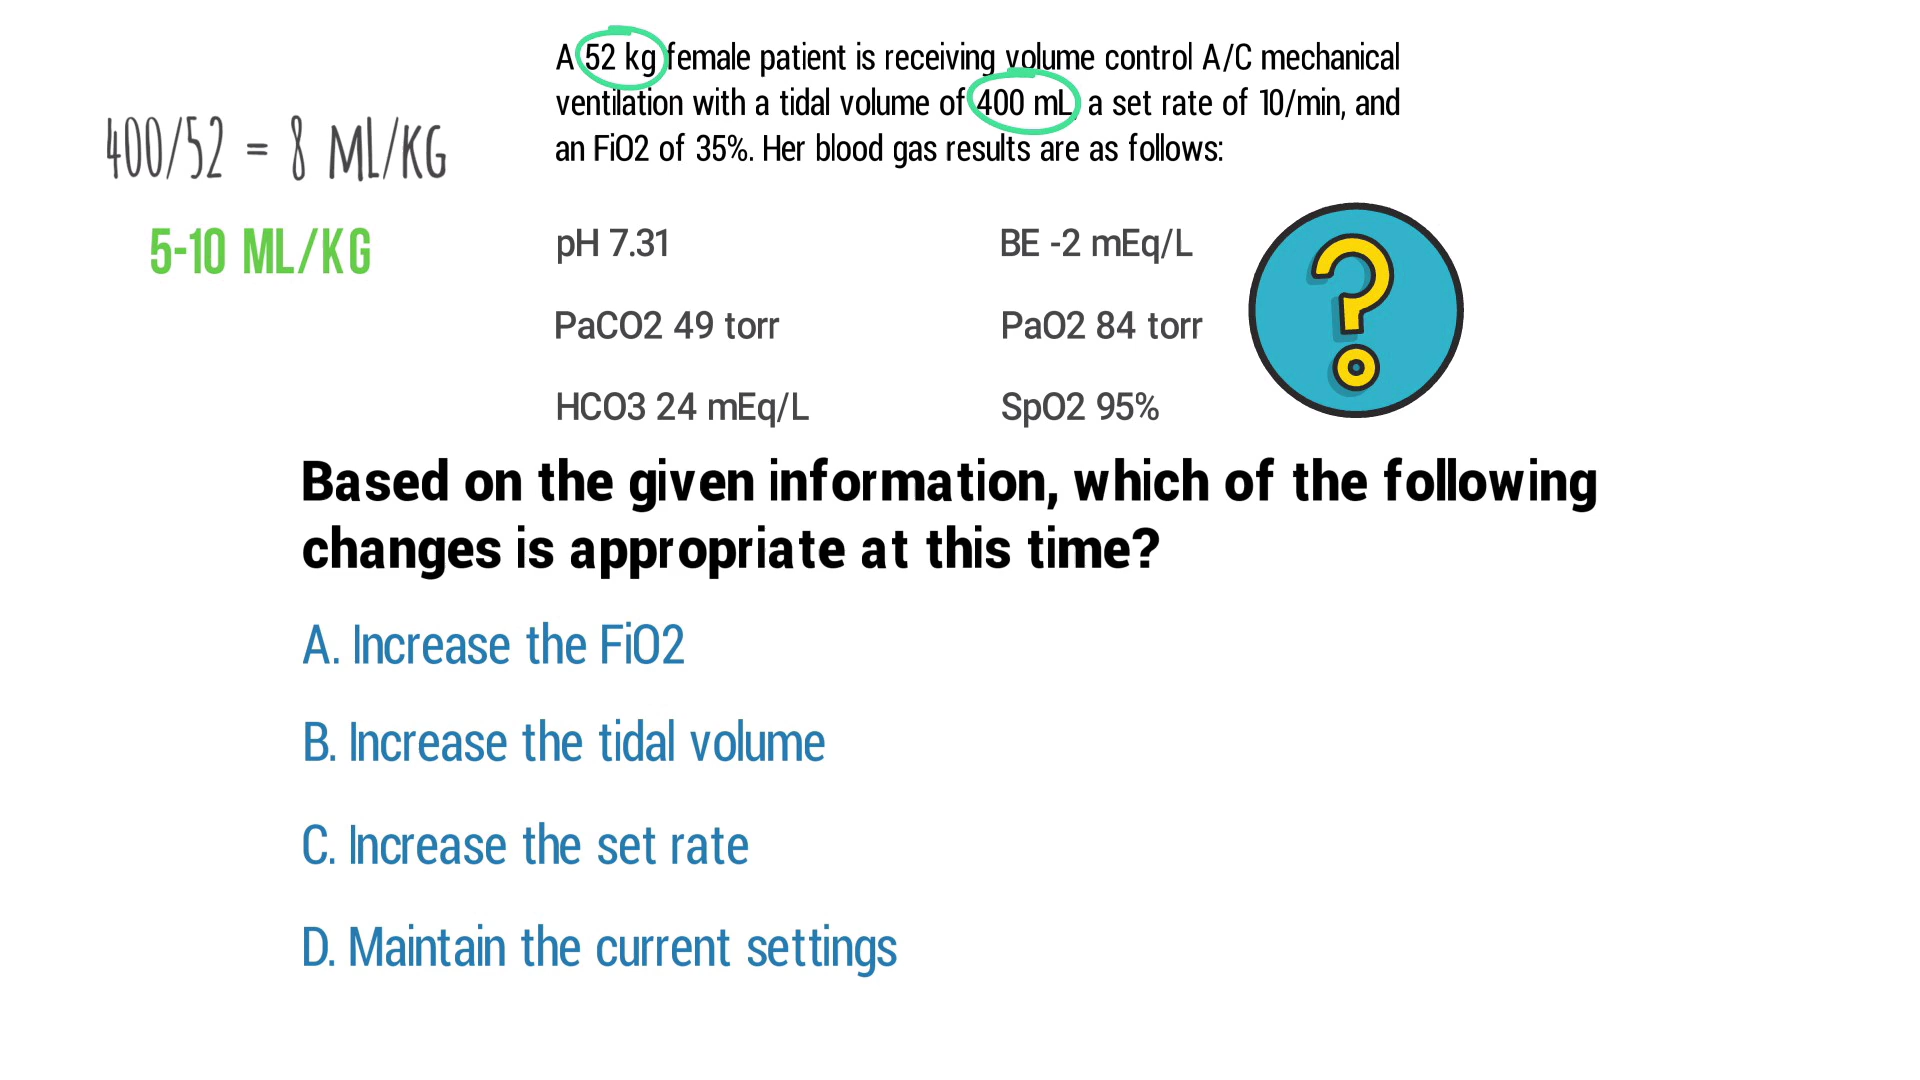 A 52 kg female patient is receiving volume control A/C mechanical
ventilation with a tidal volume of 400 mL, a set rate of 10/min, and
an FiO2 of 35%. Her blood gas results are as follows:
400/52 = 8 ML/KG
5-10 ML/KG
pH 7.31
BE -2 mEq/L
PaCO2 49 torr
PaO2 84 torr
HCO3 24 mEq/L
SpO2 95%
?
Based on the given information, which of the following
changes is appropriate at this time?
A. Increase the FiO2
B. Increase the tidal volume
C. Increase the set rate
D. Maintain the current settings